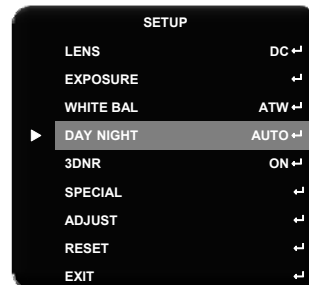 SETUP
LENS DC↵
EXPOSURE ↵
WHITE BAL ATW↵
DAY NIGHT AUTO↵
3DNR ON↵
SPECIAL ↵
ADJUST ↵
RESET ↵
EXIT ↵